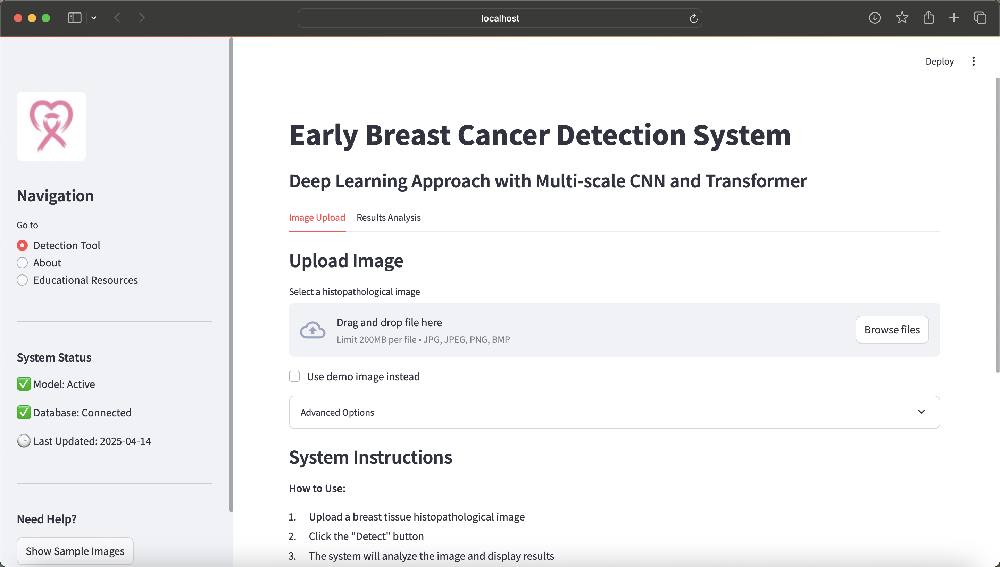 localhost
Deploy
Navigation
Go to
Detection Tool
About
Educational Resources
System Status
Model: Active
Database: Connected
Last Updated: 2025-04-14
Need Help?
Show Sample Images
Early Breast Cancer Detection System
Deep Learning Approach with Multi-scale CNN and Transformer
Image Upload Results Analysis
Upload Image
Select a histopathological image
Drag and drop file here
Limit 200MB per file • JPG, JPEG, PNG, BMP
Browse files
Use demo image instead
Advanced Options
System Instructions
How to Use:
1. Upload a breast tissue histopathological image
2. Click the "Detect" button
3. The system will analyze the image and display results